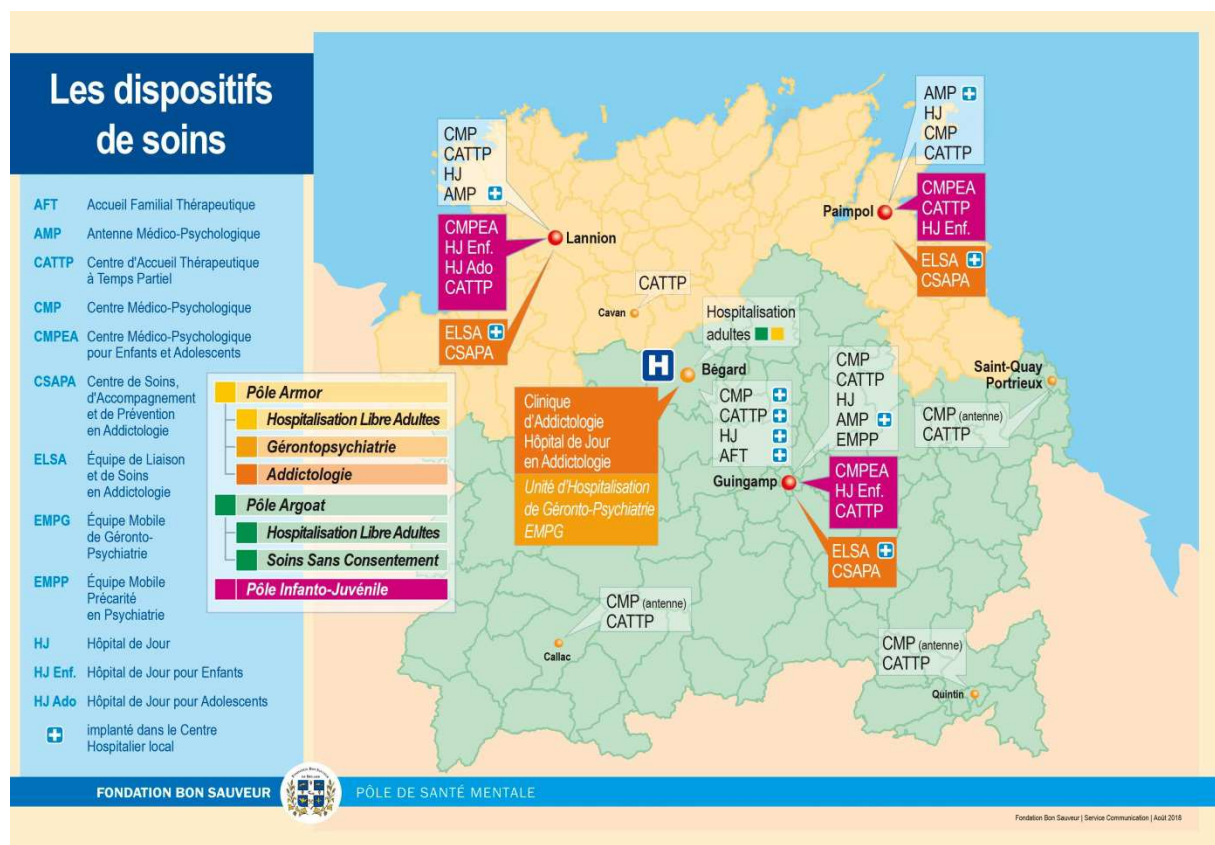 Les dispositifs
de soins
AFT Accueil Familial Thérapeutique
AMP Antenne Médico-Psychologique
CATTP Centre d'Accueil Thérapeutique
à Temps Partiel
CMP Centre Médico-Psychologique
CMPEA Centre Médico-Psychologique
pour Enfants et Adolescents
CSAPA Centre de Soins,
d'Accompagnement
et de Prévention
en Addictologie
ELSA Équipe de Liaison
et de Soins
en Addictologie
EMPG Équipe Mobile
de Géronto-
Psychiatrie
EMPP Équipe Mobile
Précarité
en Psychiatrie
HJ Hôpital de Jour
HJ Enf. Hôpital de Jour pour Enfants
HJ Ado Hôpital de Jour pour Adolescents
implanté dans le Centre
Hospitalier local
Pôle Armor
Hospitalisation Libre Adultes
Gérontopsychiatrie
Addictologie
Pôle Argoat
Hospitalisation Libre Adultes
Soins Sans Consentement
Pôle Infanto-Juvénile
CMP
CATTP
HJ
AMP
CMPEA
HJ Enf.
HJ Ado
CATTP
Lannion
ELSA
CSAPA
AMP
HJ
CMP
CATTP
Paimpol
CMPEA
CATTP
HJ Enf.
ELSA
CSAPA
CATTP
Cavan
Hospitalisation
adultes
H
Bégard
Clinique
d'Addictologie
Hôpital de Jour
en Addictologie
Unité d'Hospitalisation
de Géronto-Psychiatrie
EMPG
CMP
CATTP
HJ
AFT
CMP
CATTP
HJ
AMP
EMPP
Guingamp
CMPEA
HJ Enf.
CATTP
ELSA
CSAPA
Saint-Quay
Portrieux
CMP (antenne)
CATTP
CMP (antenne)
CATTP
Callac
CMP (antenne)
CATTP
Quintin
FONDATION BON SAUVEUR
PÔLE DE SANTÉ MENTALE
Fondation Bon Sauveur | Service Communication | Août 2018